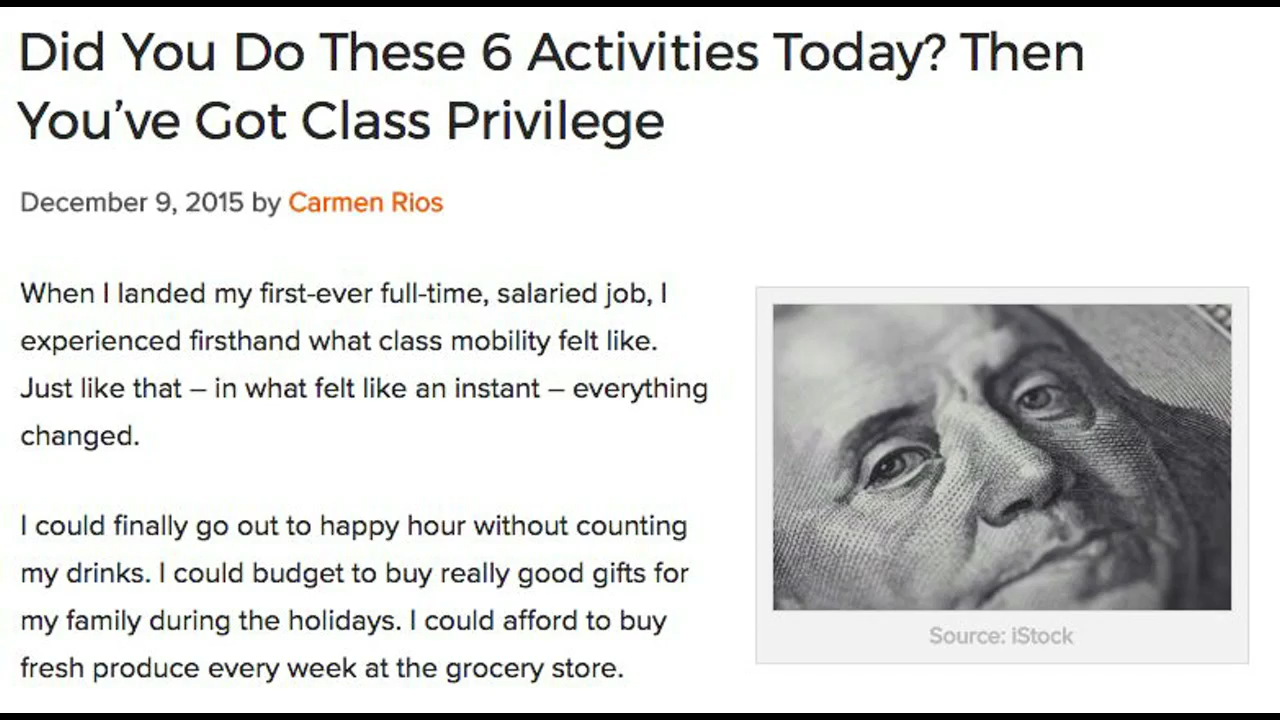 Did You Do These 6 Activities Today? Then
You've Got Class Privilege
December 9, 2015 by Carmen Rios
When I landed my first-ever full-time, salaried job, I
experienced firsthand what class mobility felt like.
Just like that – in what felt like an instant – everything
changed.
I could finally go out to happy hour without counting
my drinks. I could budget to buy really good gifts for
my family during the holidays. I could afford to buy
fresh produce every week at the grocery store.
Source: iStock